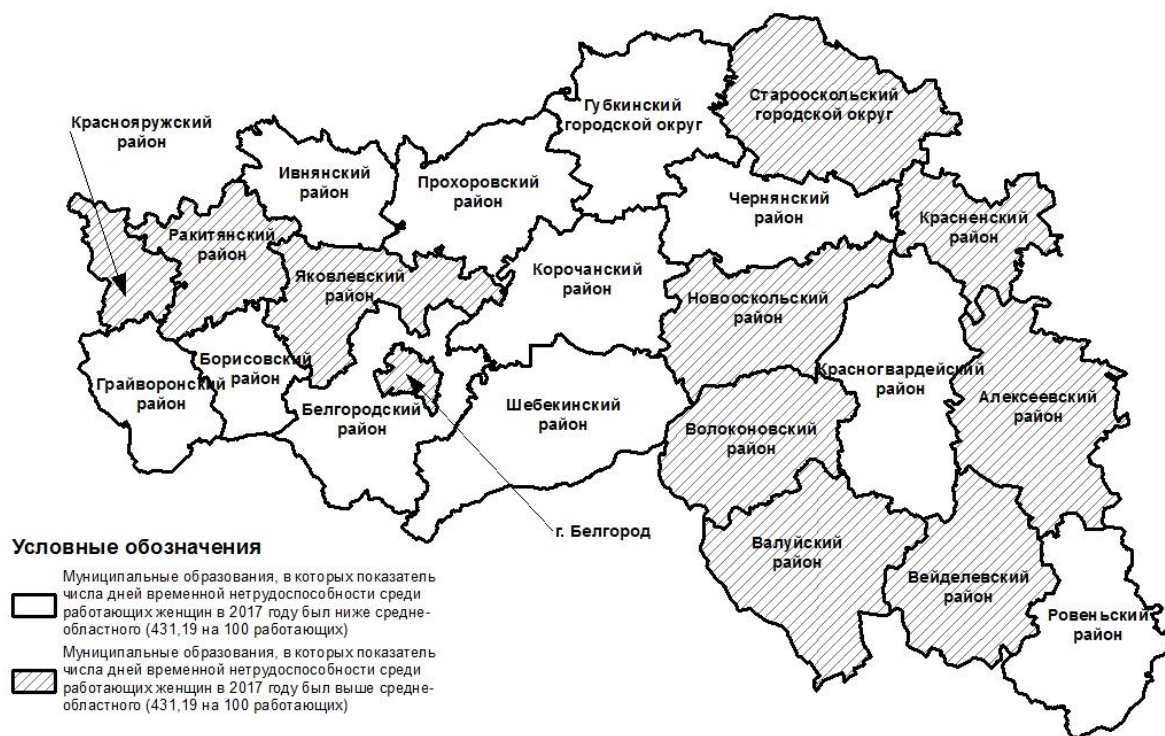 Старооскольский
городской округ
Губкинский
городской округ
Краснояружский
район
Ивнянский
район
Прохоровский
район
Чернянский
район
Красненский
район
Ракитянский
район
Яковлевский
район
Корочанский
район
Новооскольский
район
Борисовский
район
Грайворонский
район
Красногвардейский
район
Белгородский
район
Шебекинский
район
Алексеевский
район
Волоконовский
район
г. Белгород
Валуйский
район
Вейделевский
район
Ровеньский
район
Условные обозначения
Муниципальные образования, в которых показатель
числа дней временной нетрудоспособности среди
работающих женщин в 2017 году был ниже средне-
областного (431,19 на 100 работающих)
Муниципальные образования, в которых показатель
числа дней временной нетрудоспособности среди
работающих женщин в 2017 году был выше средне-
областного (431,19 на 100 работающих)